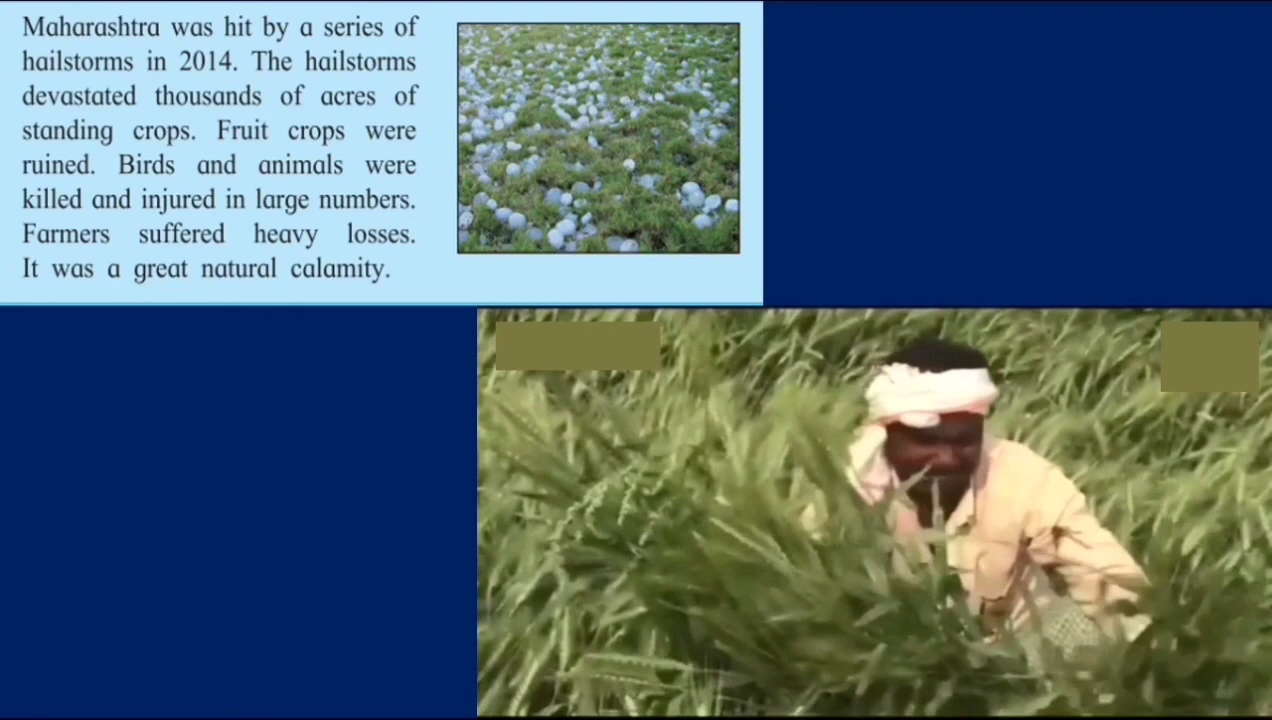 Maharashtra was hit by a series of
hailstorms in 2014. The hailstorms
devastated thousands of acres of
standing crops. Fruit crops were
ruined. Birds and animals were
killed and injured in large numbers.
Farmers suffered heavy losses.
It was a great natural calamity.